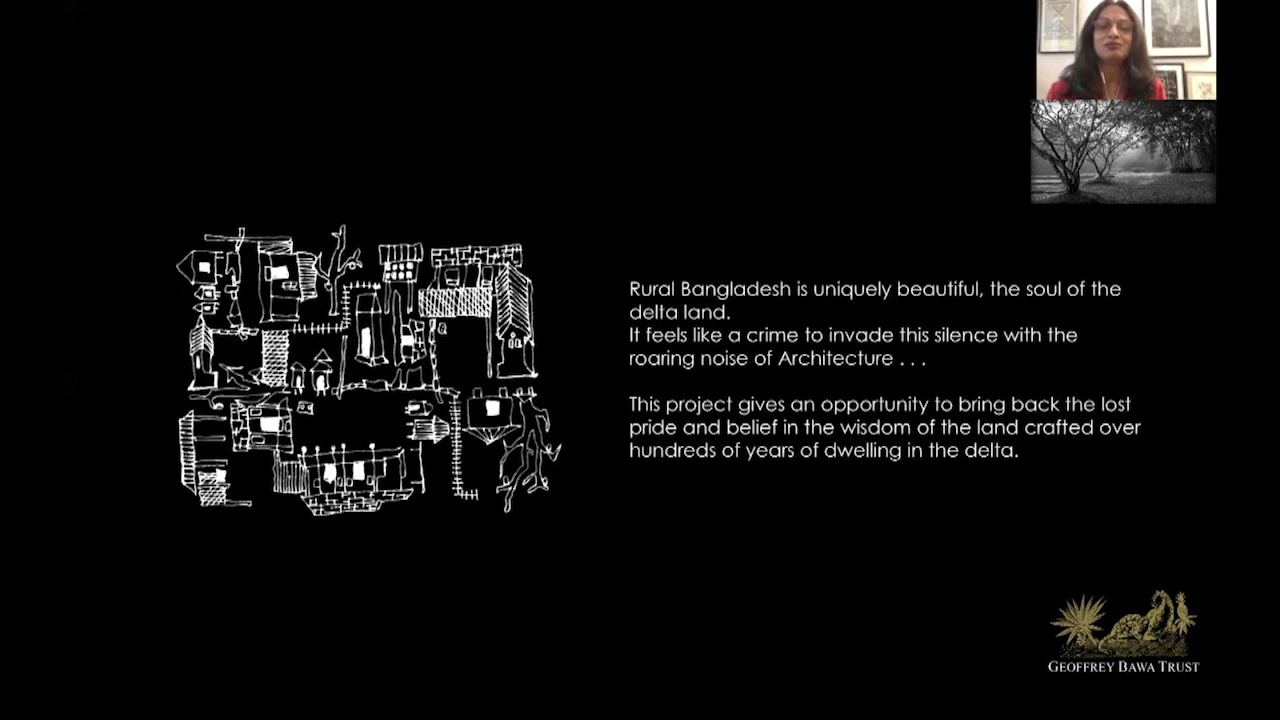 Rural Bangladesh is uniquely beautiful, the soul of the
delta land.
It feels like a crime to invade this silence with the
roaring noise of Architecture . . .
This project gives an opportunity to bring back the lost
pride and belief in the wisdom of the land crafted over
hundreds of years of dwelling in the delta.
GEOFFREY BAWA TRUST